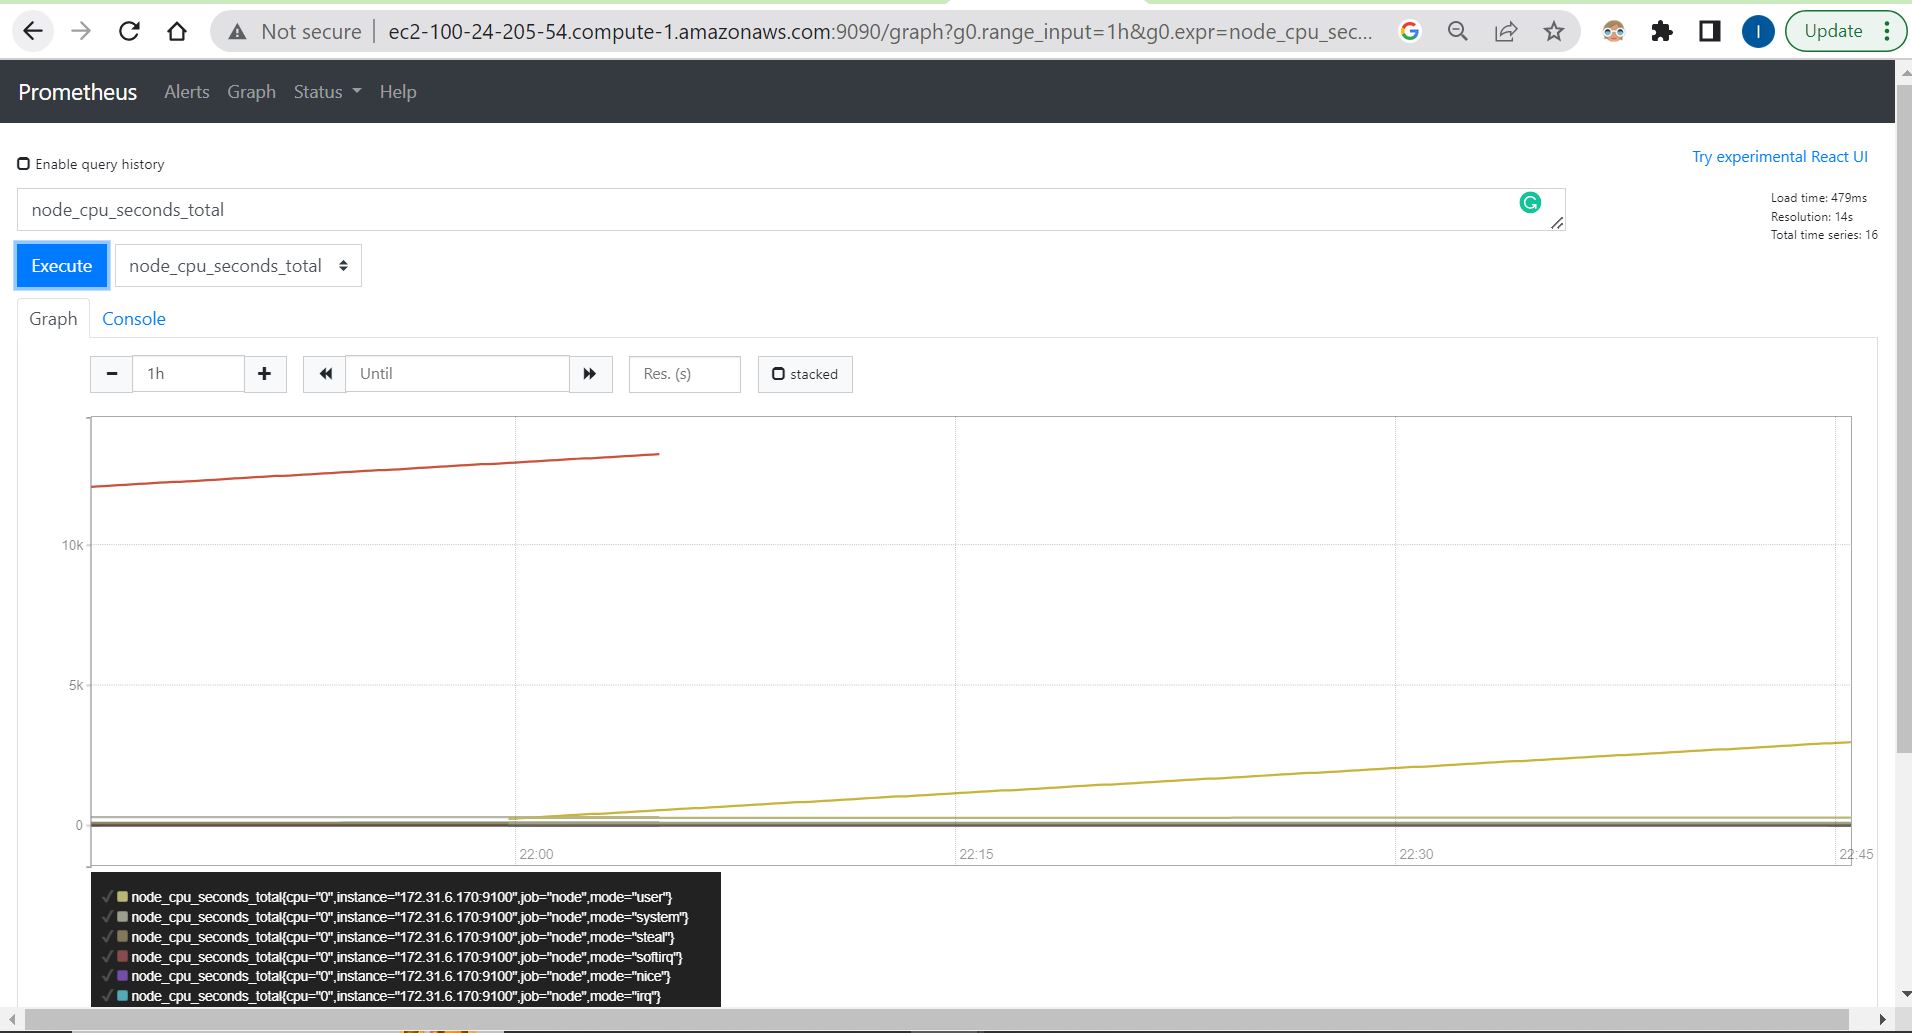 Not secure | ec2-100-24-205-54.compute-1.amazonaws.com:9090/graph?g0.range_input=1h&g0.expr=node_cpu_sec...
I
Update
Prometheus Alerts Graph Status Help
Enable query history
Try experimental React UI
node_cpu_seconds_total
Load time: 479ms
Resolution: 14s
Total time series: 16
Execute node_cpu_seconds_total
Graph Console
1h Until Res. (s) stacked
10k
5k
0
22:00 22:15 22:30 22:45
node_cpu_seconds_total{cpu="0",instance="172.31.6.170:9100",job="node",mode="user"}
node_cpu_seconds_total{cpu="0",instance="172.31.6.170:9100",job="node",mode="system"}
node_cpu_seconds_total{cpu="0",instance="172.31.6.170:9100",job="node",mode="steal"}
node_cpu_seconds_total{cpu="0",instance="172.31.6.170:9100",job="node",mode="softirq"}
node_cpu_seconds_total{cpu="0",instance="172.31.6.170:9100",job="node",mode="nice"}
node_cpu_seconds_total{cpu="0",instance="172.31.6.170:9100",job="node",mode="irq"}